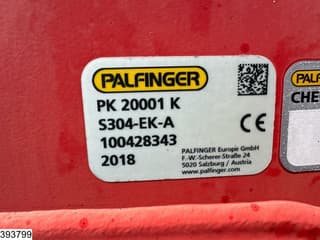 PALFINGER
PK 20001 K
S304-EK-A
100428343
2018
CE
PALFINGER Europe GmbH
F.-W.-Scherer-Straße 24
5020 Salzburg / Austria
www.palfinger.com
PALF
CHE
393799